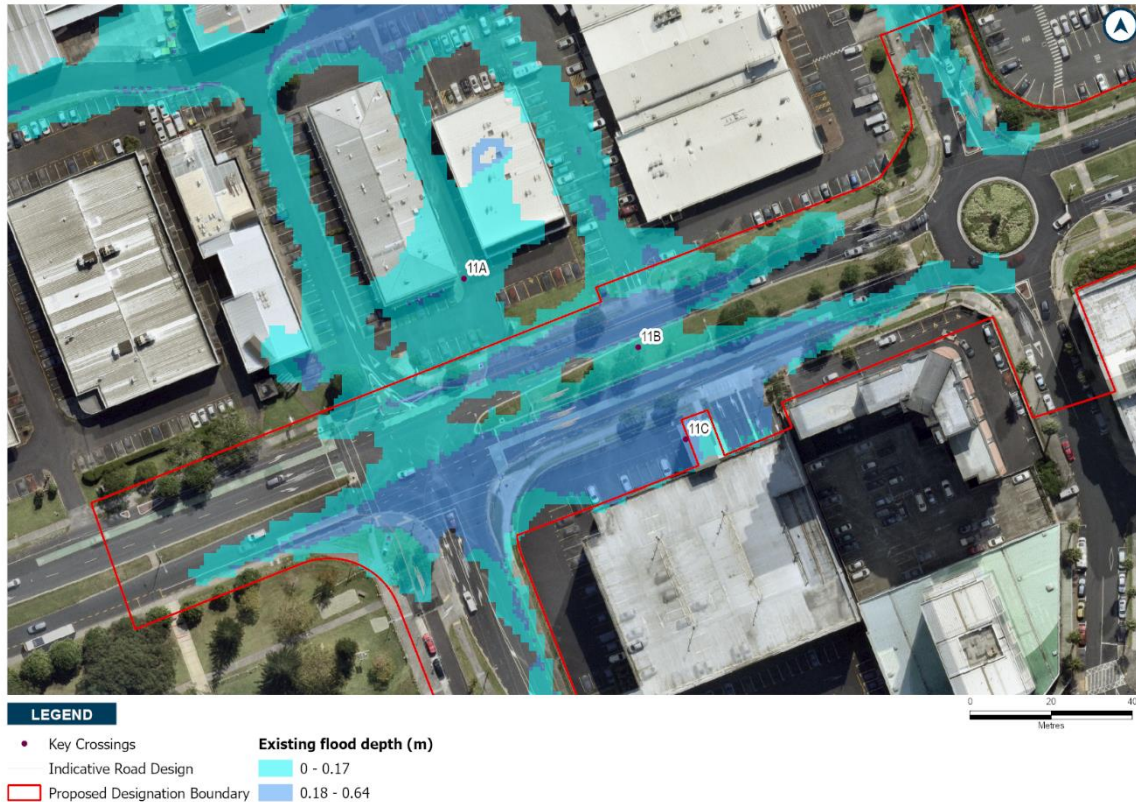 11A
11B
11C
LEGEND
Key Crossings
Indicative Road Design
Proposed Designation Boundary
Existing flood depth (m)
0 - 0.17
0.18 - 0.64
0 20 40
Metres